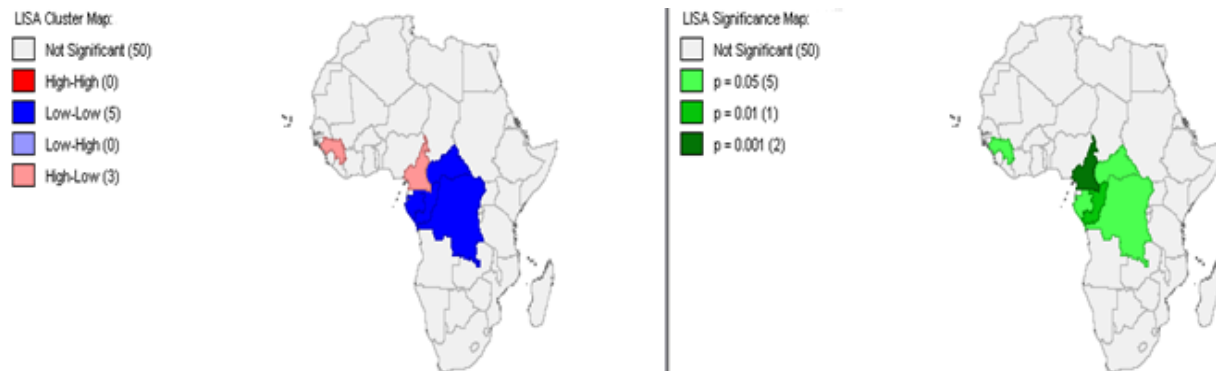 LISA Cluster Map:
Not Significant (50)
High-High (0)
Low-Low (5)
Low-High (0)
High-Low (3)
LISA Significance Map:
Not Significant (50)
p = 0.05 (5)
p = 0.01 (1)
p = 0.001 (2)